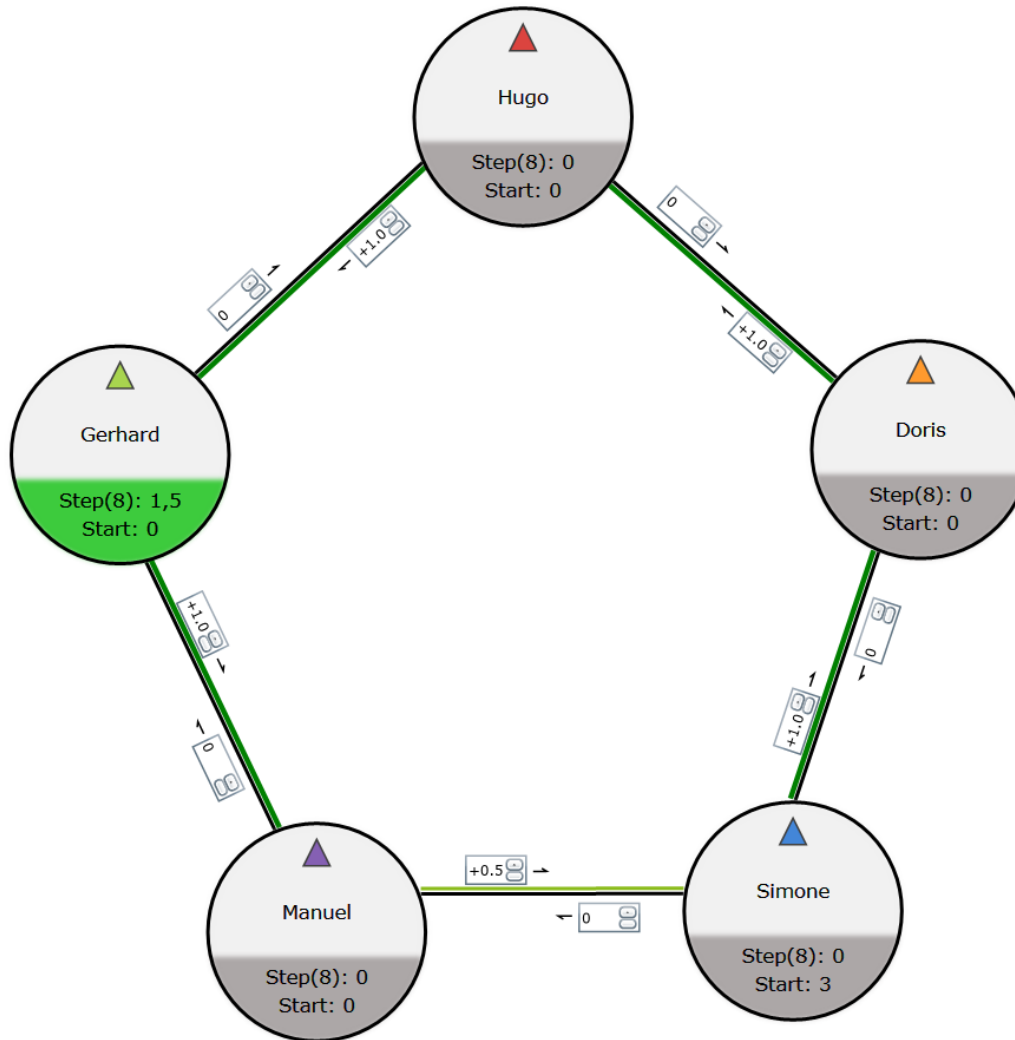 Hugo
Step(8): 0
Start: 0
0
+1.0
0
+1.0
Gerhard
Step(8): 1,5
Start: 0
Doris
Step(8): 0
Start: 0
+1.0
0
0
+1.0
Manuel
Step(8): 0
Start: 0
+0.5
0
Simone
Step(8): 0
Start: 3